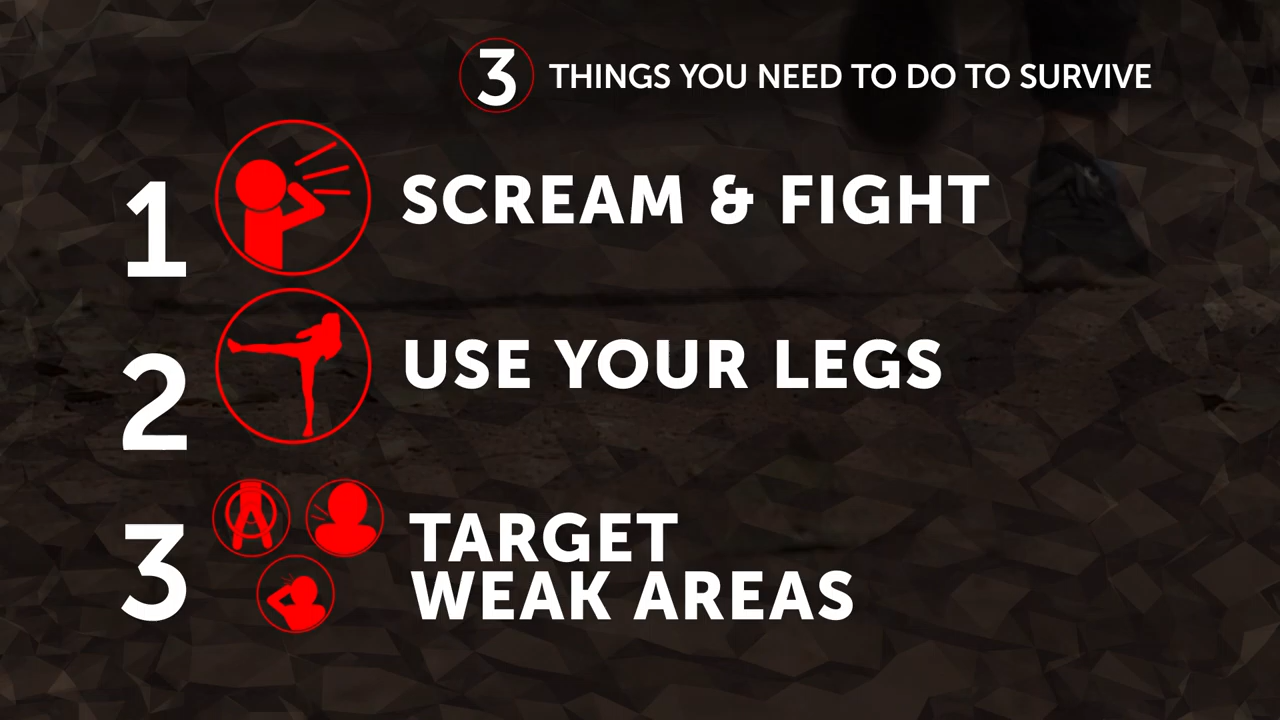 3 THINGS YOU NEED TO DO TO SURVIVE
1 SCREAM & FIGHT
2 USE YOUR LEGS
3 TARGET
WEAK AREAS